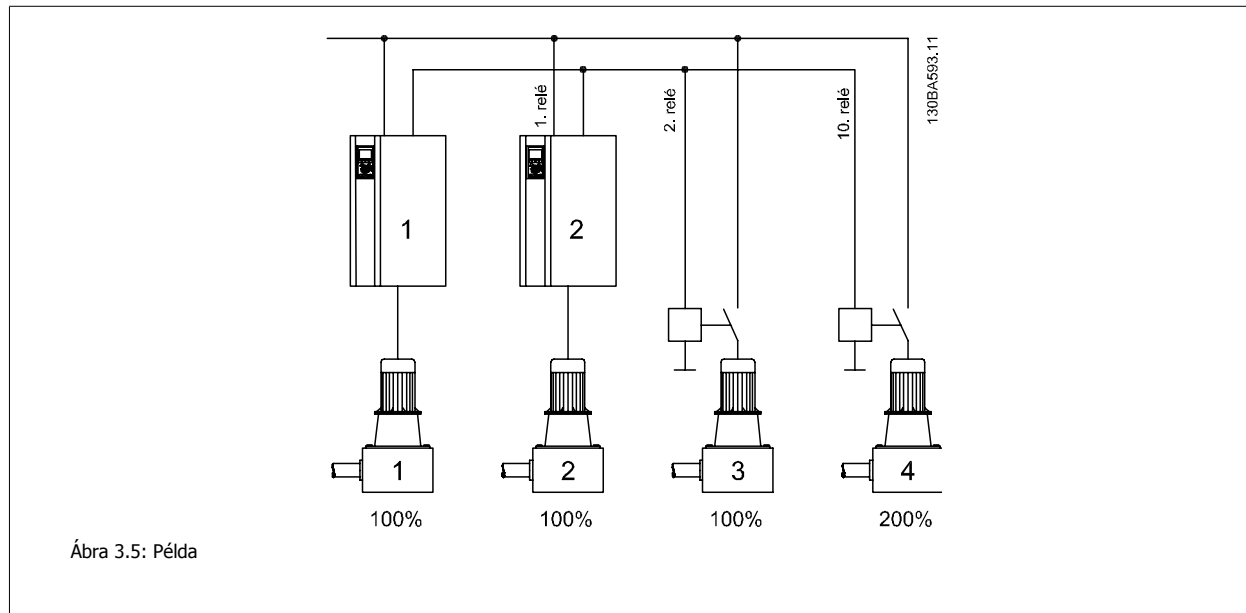 130BA593.11
1. relé
2. relé
10. relé
1
2
1
2
3
4
100%
100%
100%
200%
Ábra 3.5: Példa